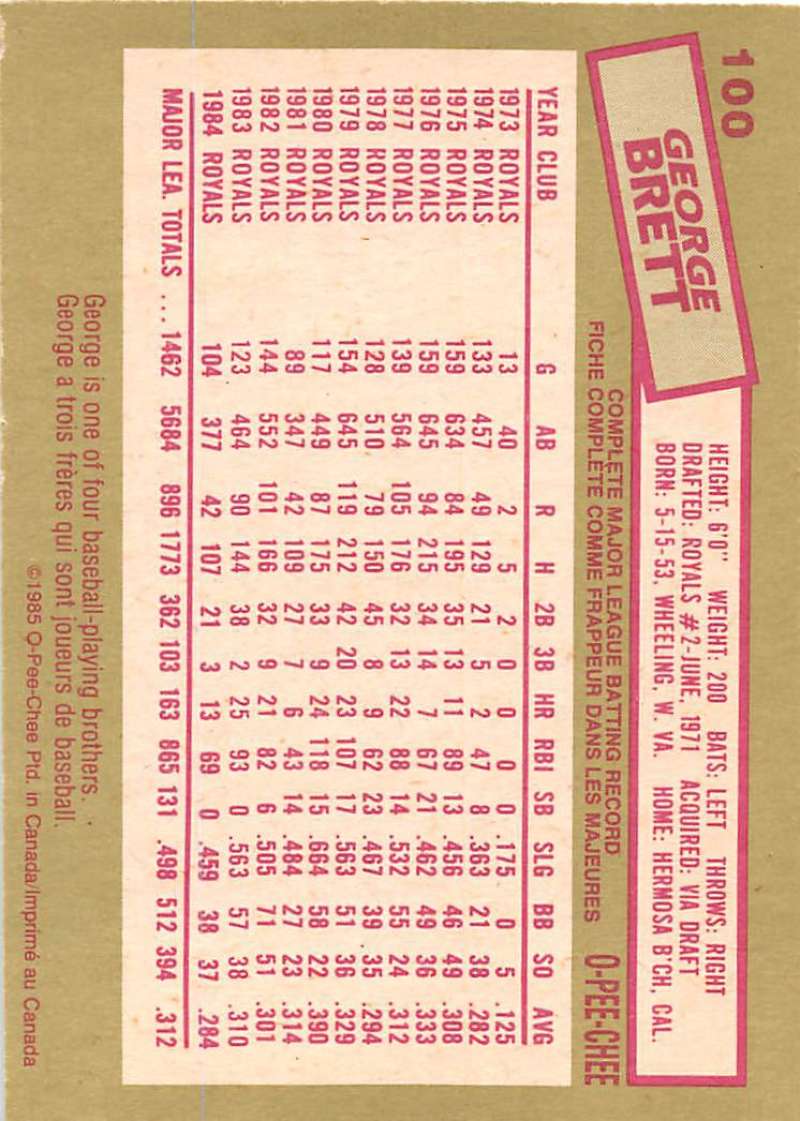 100
GEORGE
BRETT
HEIGHT: 6'0" WEIGHT: 200 BATS: LEFT THROWS: RIGHT
DRAFTED: ROYALS #2-JUNE, 1971 ACQUIRED: VIA DRAFT
BORN: 5-15-53, WHEELING, W. VA. HOME: HERMOSA B'CH, CAL.
COMPLETE MAJOR LEAGUE BATTING RECORD
FICHE COMPLÈTE COMME FRAPPEUR DANS LES MAJEURES O-PEE-CHEE
YEAR CLUB G AB R H 2B 3B HR RBI SB SLG BB SO AVG
1973 ROYALS 13 40 2 5 2 0 0 0 0 .175 0 5 .125
1974 ROYALS 133 457 49 129 21 5 2 47 8 .363 21 38 .282
1975 ROYALS 159 634 84 195 35 13 11 89 13 .456 46 49 .308
1976 ROYALS 159 645 94 215 34 14 7 67 21 .462 49 36 .333
1977 ROYALS 139 564 105 176 32 13 22 88 14 .532 55 24 .312
1978 ROYALS 128 510 79 150 45 8 9 62 23 .467 39 35 .294
1979 ROYALS 154 645 119 212 42 20 23 107 17 .563 51 36 .329
1980 ROYALS 117 449 87 175 33 9 24 118 15 .664 58 22 .390
1981 ROYALS 89 347 42 109 27 7 6 43 14 .484 27 23 .314
1982 ROYALS 144 552 101 166 32 9 21 82 6 .505 71 51 .301
1983 ROYALS 123 464 90 144 38 2 25 93 0 .563 57 38 .310
1984 ROYALS 104 377 42 107 21 3 13 69 0 .459 38 37 .284
MAJOR LEA. TOTALS ... 1462 5684 896 1773 362 103 163 865 131 .498 512 394 .312
George is one of four baseball-playing brothers.
George a trois frères qui sont joueurs de baseball.
©1985 O-Pee-Chee Ptd. in Canada/Imprimé au Canada